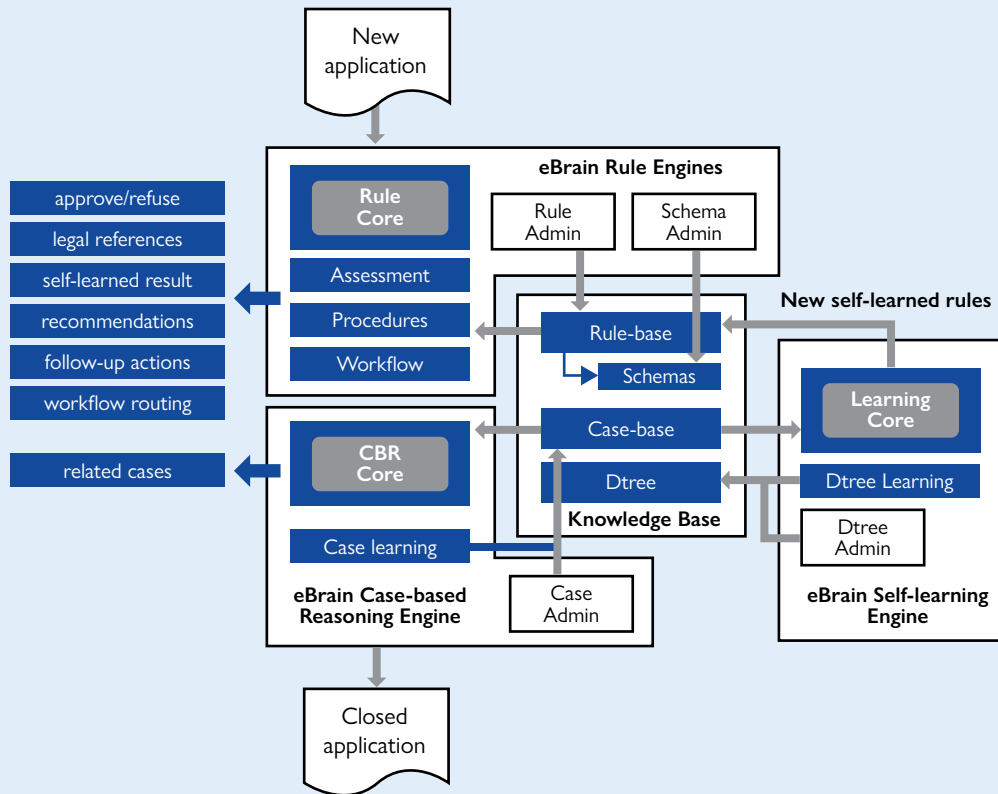 New
application
eBrain Rule Engines
Rule
Core
Rule
Admin
Schema
Admin
approve/refuse
legal references
self-learned result
recommendations
follow-up actions
workflow routing
Assessment
Procedures
Workflow
Rule-base
Schemas
Case-base
Dtree
Knowledge Base
New self-learned rules
Learning
Core
Dtree Learning
Dtree
Admin
eBrain Self-learning
Engine
related cases
CBR
Core
Case learning
eBrain Case-based
Reasoning Engine
Case
Admin
Closed
application